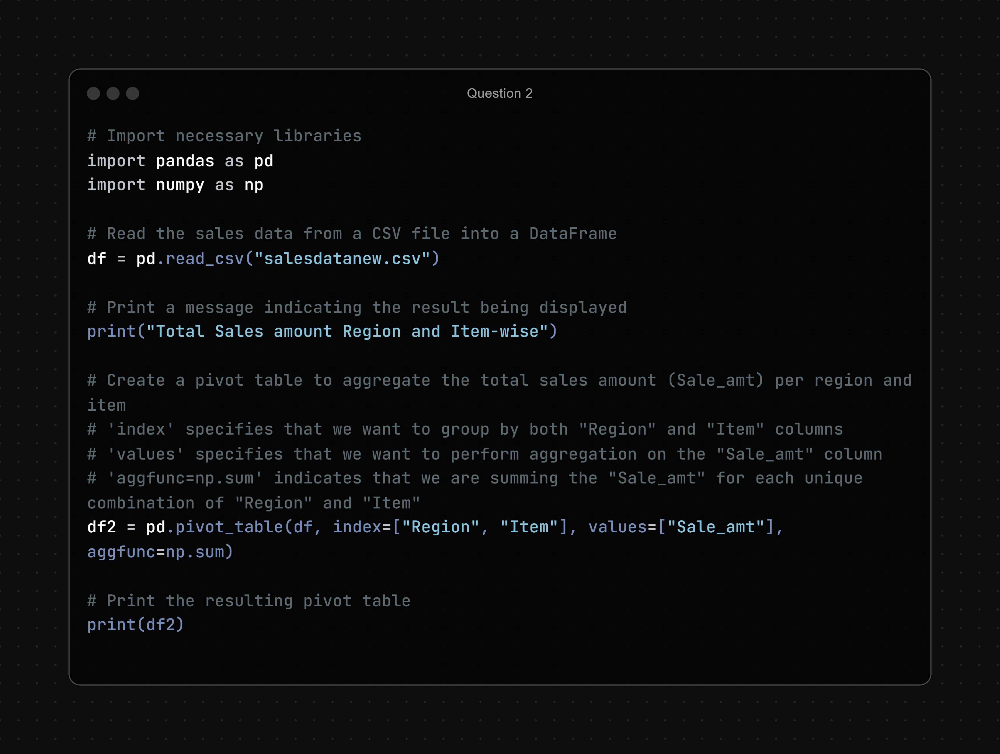 Question 2
# Import necessary libraries
import pandas as pd
import numpy as np
# Read the sales data from a CSV file into a DataFrame
df = pd.read_csv("salesdatanew.csv")
# Print a message indicating the result being displayed
print("Total Sales amount Region and Item-wise")
# Create a pivot table to aggregate the total sales amount (Sale_amt) per region and
item
# 'index' specifies that we want to group by both "Region" and "Item" columns
# 'values' specifies that we want to perform aggregation on the "Sale_amt" column
# 'aggfunc=np.sum' indicates that we are summing the "Sale_amt" for each unique
combination of "Region" and "Item"
df2 = pd.pivot_table(df, index=["Region", "Item"], values=["Sale_amt"],
aggfunc=np.sum)
# Print the resulting pivot table
print(df2)